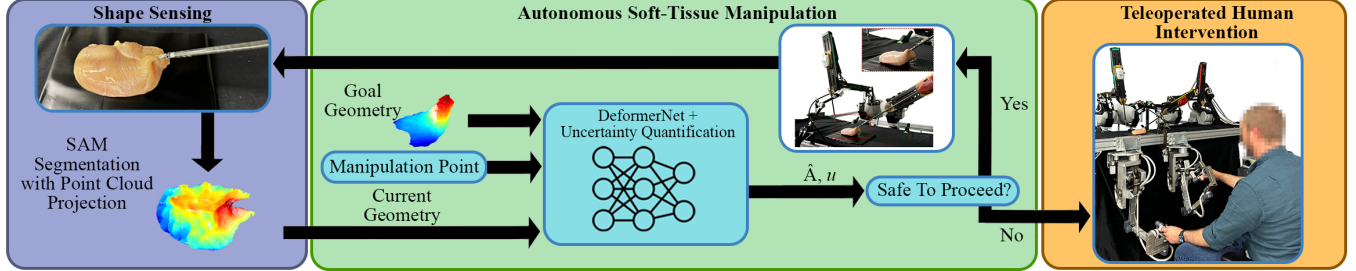 Shape Sensing
SAM
Segmentation
with Point Cloud
Projection
Autonomous Soft-Tissue Manipulation
Goal
Geometry
Manipulation Point
Current
Geometry
DeformerNet +
Uncertainty Quantification
Â, u
Safe To Proceed?
Yes
No
Teleoperated Human
Intervention